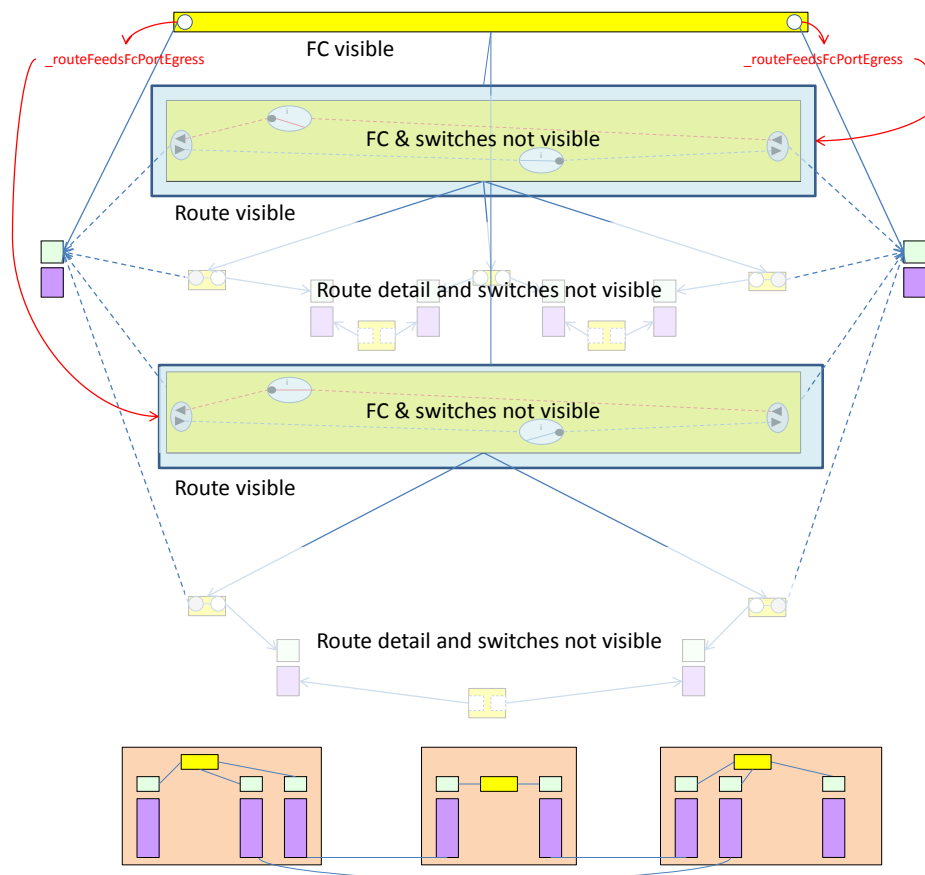 FC visible
_routeFeedsFcPortEgress
_routeFeedsFcPortEgress
i
FC & switches not visible
i
Route visible
Route detail and switches not visible
i
FC & switches not visible
i
Route visible
Route detail and switches not visible